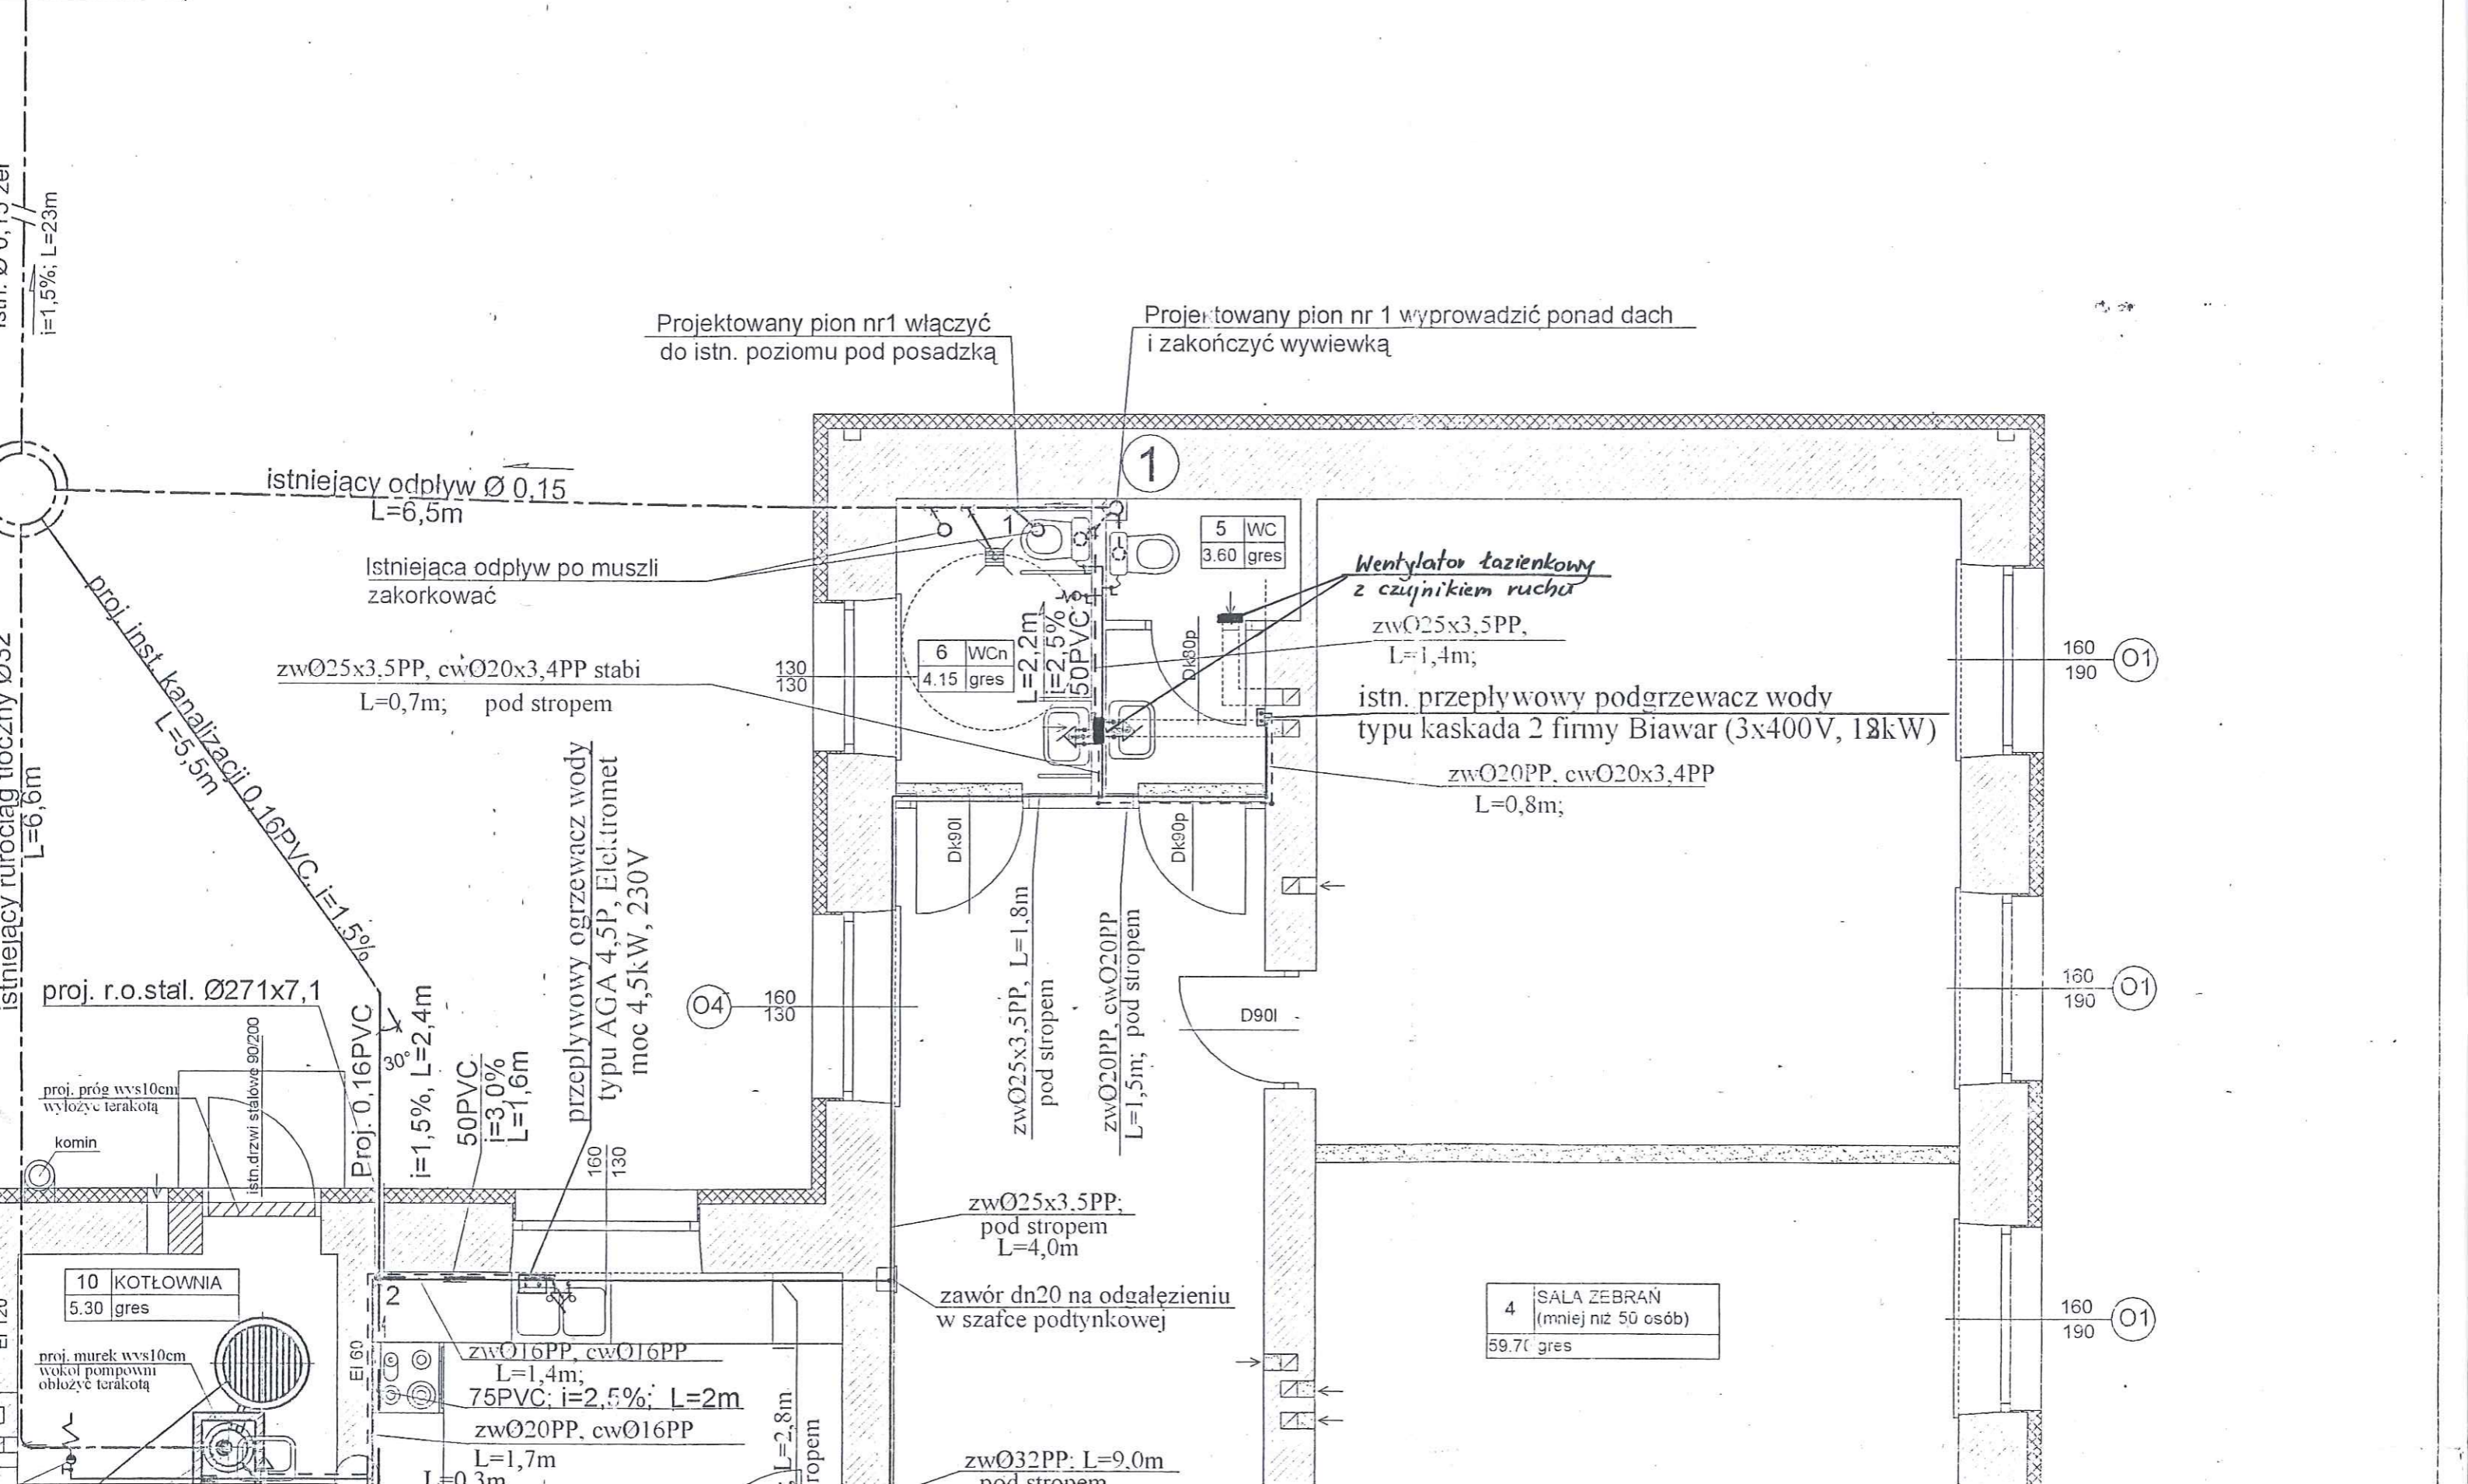 i=1,5%; L=23m
Projektowany pion nr1 włączyć
do istn. poziomu pod posadzką
Projektowany pion nr 1 wyprowadzić ponad dach
i zakończyć wywiewką
1
istniejący odpływ Ø 0,15
L=6,5m
Istniejąca odpływ po muszli
zakorkować
1
5 WC
3.60 gres
Wentylator łazienkowy
z czujnikiem ruchu
zwØ25x3,5PP,
L=1,4m;
6 WCn
4.15 gres
L=2,2m
i=2,5%
50PVC
Dk80p
130
130
zwØ25x3,5PP, cwØ20x3,4PP stabi
L=0,7m; pod stropem
istn. przepływowy podgrzewacz wody
typu kaskada 2 firmy Biawar (3x400V, 18kW)
zwØ20PP, cwØ20x3,4PP
L=0,8m;
160
190
O1
proj. inst. kanalizacji 0,16PVC, i=1,5%
L=5,5m
istniejący rurociąg tłoczny Ø32
L=6,6m
przepływowy ogrzewacz wody
typu AGA 4,5P, Elektromet
moc 4,5kW, 230V
Dk90l
Dk90p
zwØ25x3,5PP, L=1,8m
pod stropem
zwØ20PP, cwØ20PP
L=1,5m; pod stropem
D90l
O4
160
130
160
190
O1
proj. r.o.stal. Ø271x7,1
Proj. 0,16PVC
30°
i=1,5%, L=2,4m
50PVC
i=3,0%
L=1,6m
proj. próg wys10cm
wyłożyć terakotą
istn.drzwi stalowe 90/200
komin
160
130
zwØ25x3.5PP;
pod stropem
L=4,0m
zawór dn20 na odgałęzieniu
w szafce podtynkowej
10 KOTŁOWNIA
5.30 gres
2
4 SALA ZEBRAŃ
(mniej niż 50 osób)
gres
160
190
O1
proj. murek wys10cm
wokół pompowni
obłożyć terakotą
EI 60
EI 120
zwØ16PP, cwØ16PP
L=1,4m;
75PVC; i=2,5%; L=2m
zwØ20PP, cwØ16PP
L=1,7m
L=0,3m
L=2,8m
zwØ32PP; L=9,0m
pod stropem